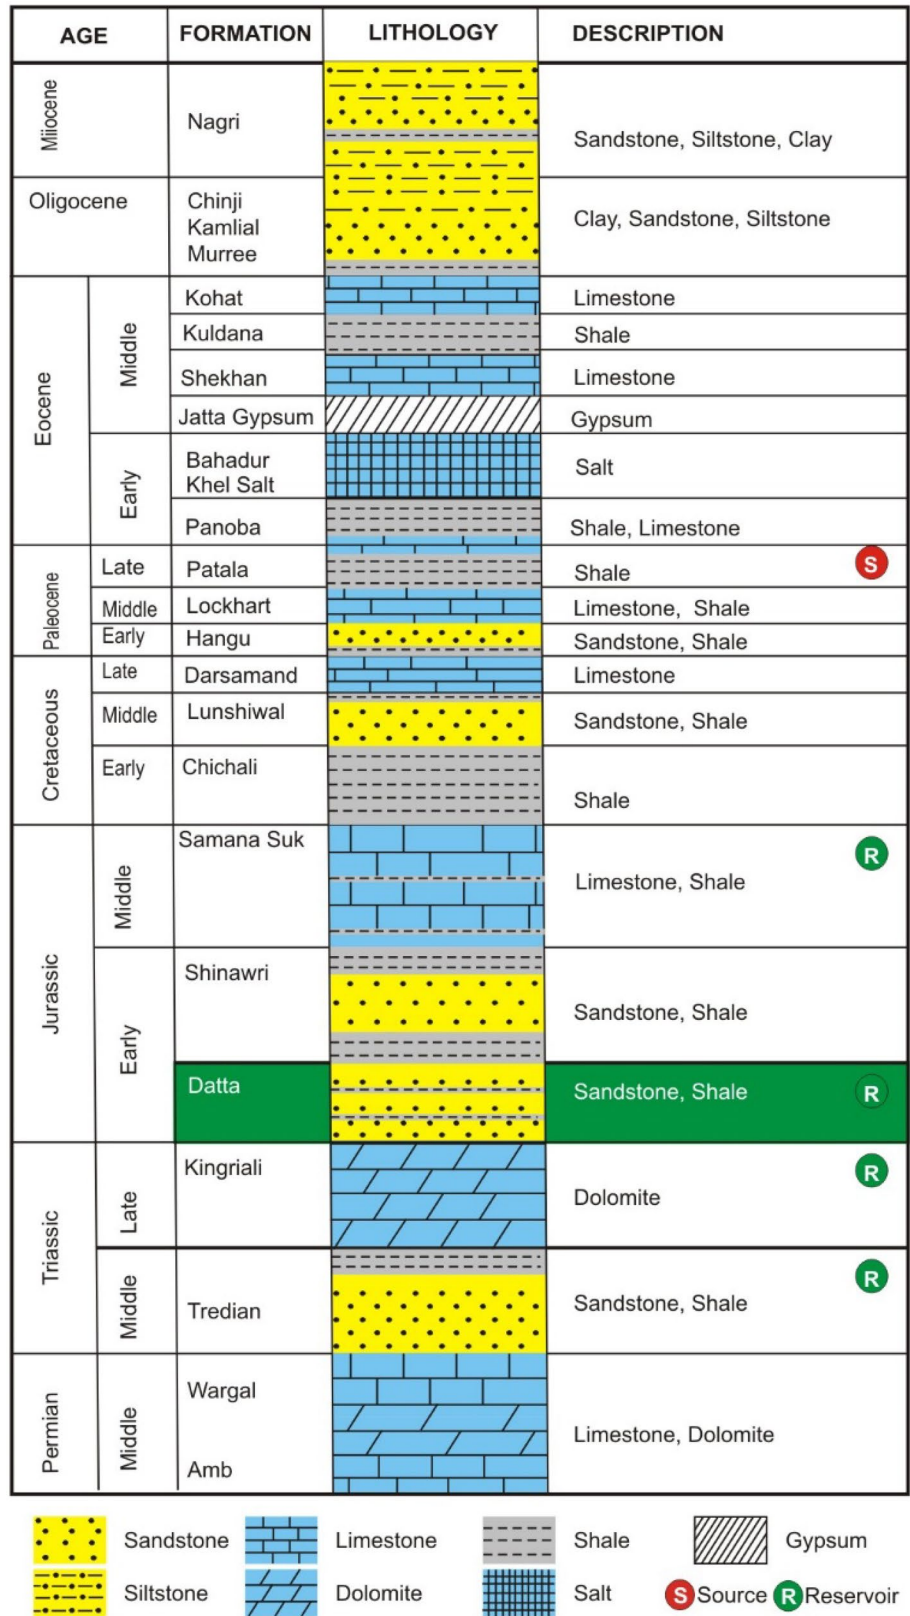 AGE FORMATION LITHOLOGY DESCRIPTION
Miiocene Nagri Sandstone, Siltstone, Clay
Oligocene Chinji
Kamlial
Murree
Clay, Sandstone, Siltstone
Eocene
Middle
Kohat Limestone
Kuldana Shale
Shekhan Limestone
Jatta Gypsum Gypsum
Early
Bahadur
Khel Salt
Salt
Panoba Shale, Limestone
Paleocene
Late Patala Shale S
Middle Lockhart Limestone, Shale
Early Hangu Sandstone, Shale
Cretaceous
Late Darsamand Limestone
Middle Lunshiwal Sandstone, Shale
Early Chichali Shale
Jurassic
Middle
Samana Suk Limestone, Shale R
Early
Shinawri Sandstone, Shale
Datta Sandstone, Shale R
Triassic
Late
Kingriali Dolomite R
Middle
Tredian Sandstone, Shale R
Permian
Middle
Wargal
Amb
Limestone, Dolomite
Sandstone Limestone Shale Gypsum
Siltstone Dolomite Salt S Source R Reservoir